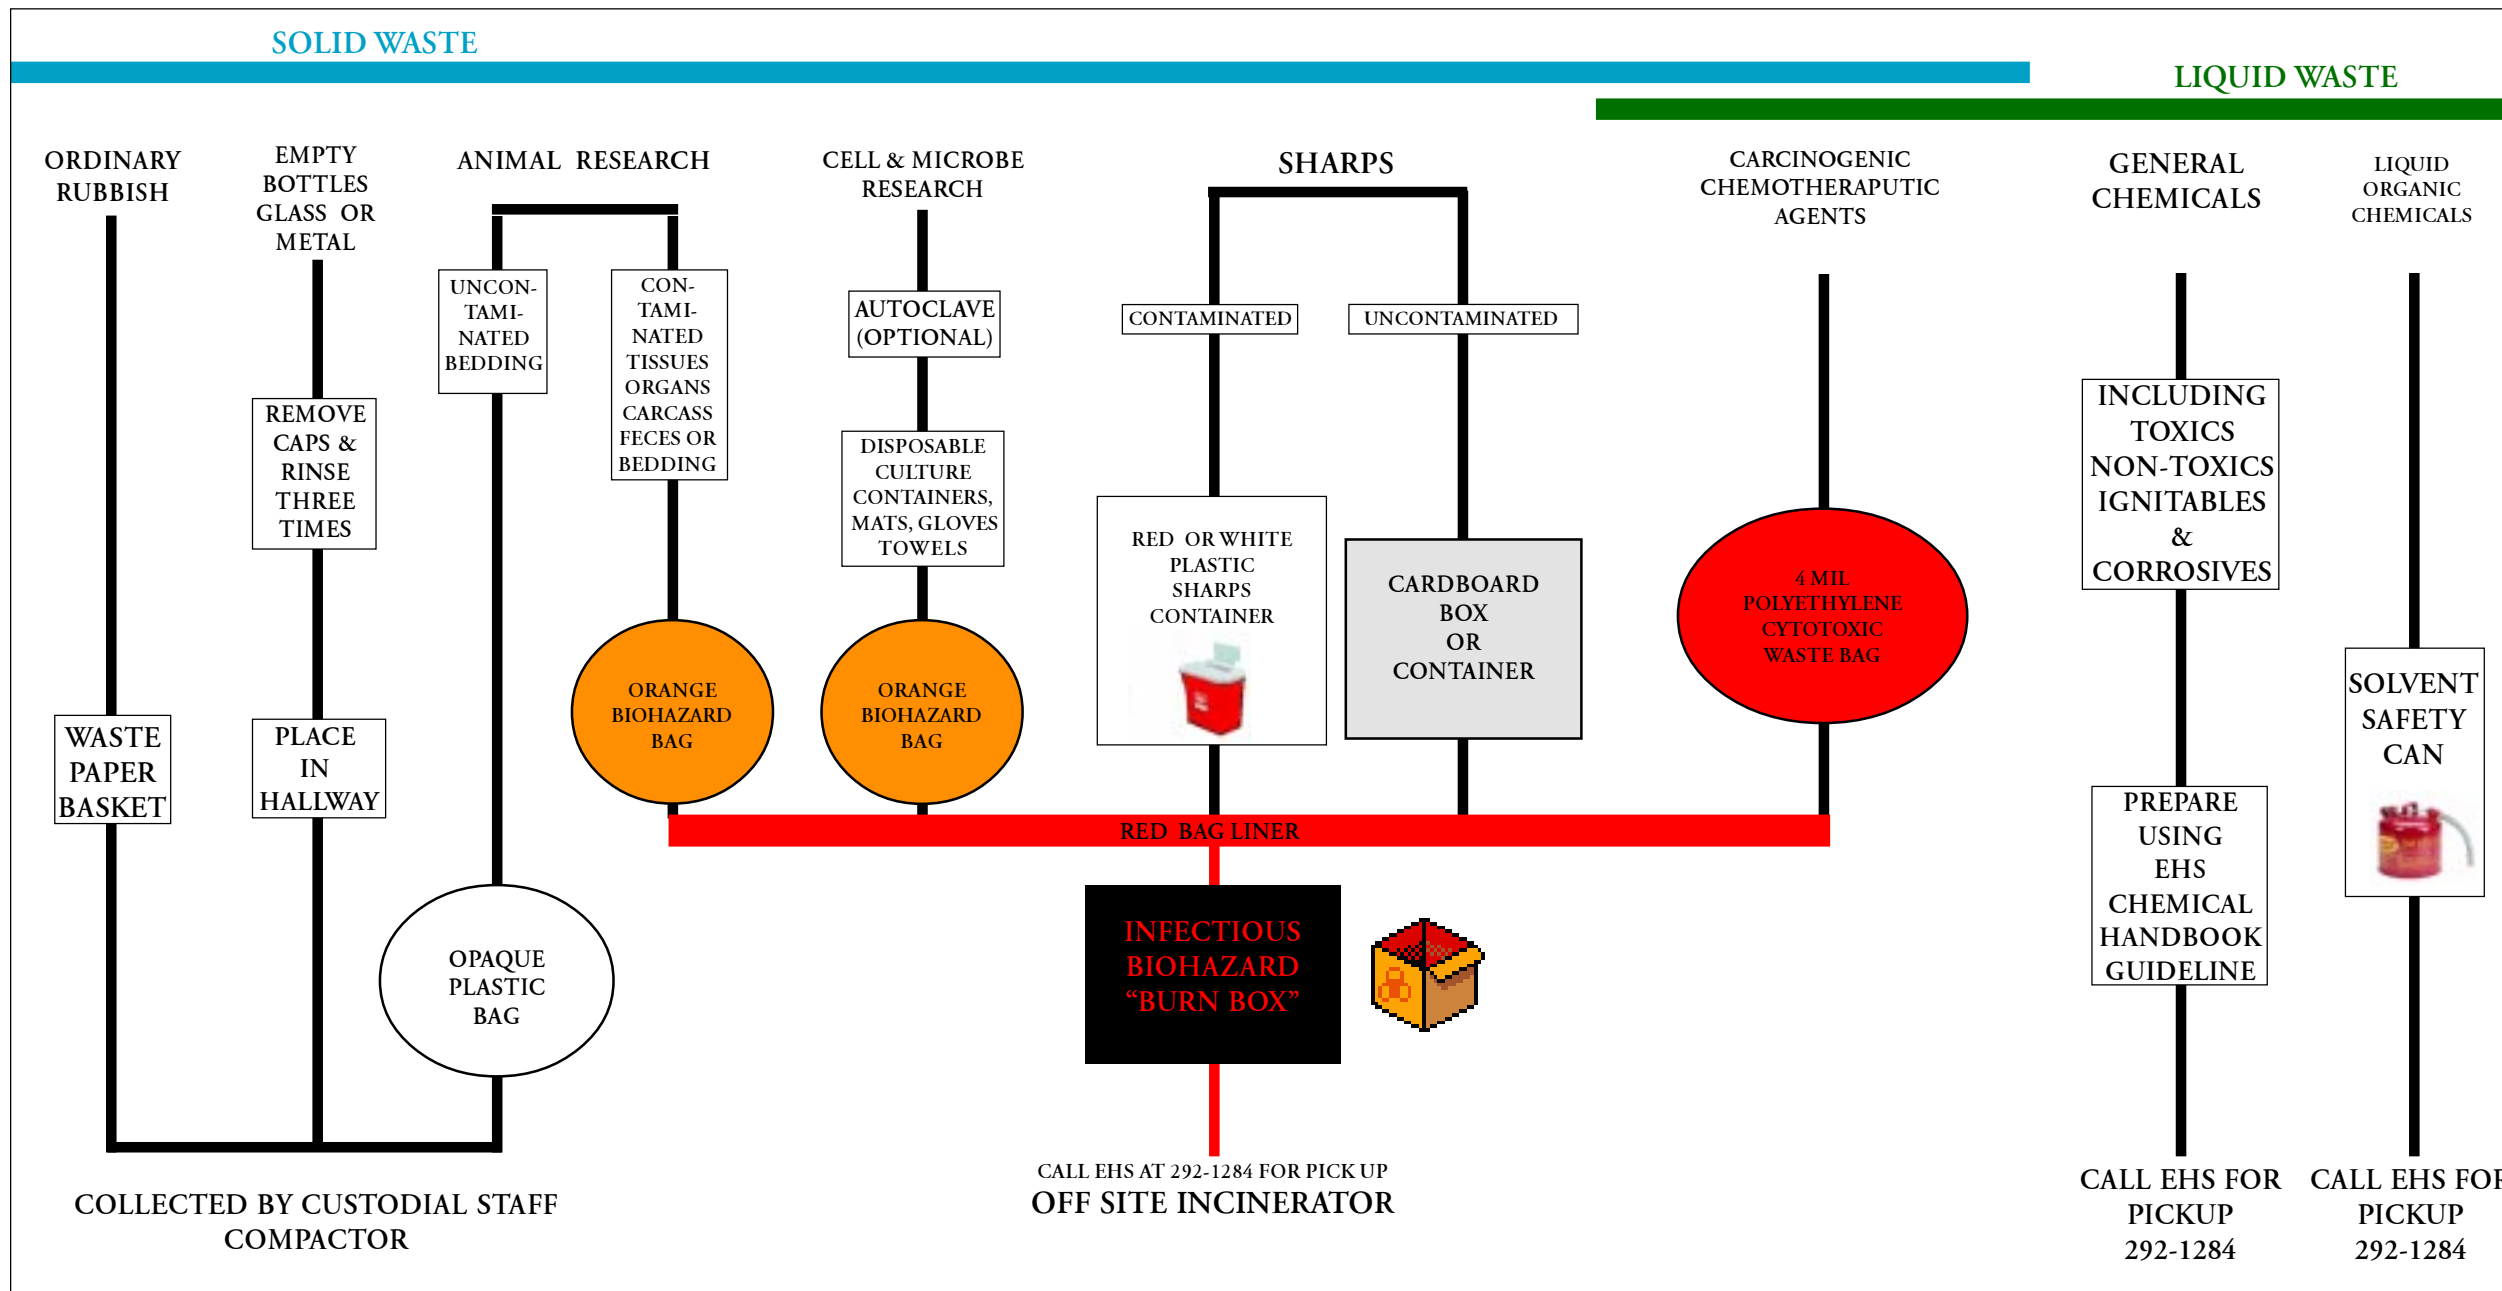 SOLID WASTE
LIQUID WASTE
ORDINARY
RUBBISH
EMPTY
BOTTLES
GLASS OR
METAL
ANIMAL RESEARCH
CELL & MICROBE
RESEARCH
SHARPS
CARCINOGENIC
CHEMOTHERAPUTIC
AGENTS
GENERAL
CHEMICALS
LIQUID
ORGANIC
CHEMICALS
UNCON-
TAMI-
NATED
BEDDING
CON-
TAMI-
NATED
TISSUES
ORGANS
CARCASS
FECES OR
BEDDING
AUTOCLAVE
(OPTIONAL)
CONTAMINATED
UNCONTAMINATED
REMOVE
CAPS &
RINSE
THREE
TIMES
DISPOSABLE
CULTURE
CONTAINERS,
MATS, GLOVES
TOWELS
RED OR WHITE
PLASTIC
SHARPS
CONTAINER
CARDBOARD
BOX
OR
CONTAINER
4 MIL
POLYETHYLENE
CYTOTOXIC
WASTE BAG
INCLUDING
TOXICS
NON-TOXICS
IGNITABLES
&
CORROSIVES
WASTE
PAPER
BASKET
PLACE
IN
HALLWAY
ORANGE
BIOHAZARD
BAG
ORANGE
BIOHAZARD
BAG
SOLVENT
SAFETY
CAN
RED BAG LINER
PREPARE
USING
EHS
CHEMICAL
HANDBOOK
GUIDELINE
OPAQUE
PLASTIC
BAG
INFECTIOUS
BIOHAZARD
“BURN BOX”
COLLECTED BY CUSTODIAL STAFF
COMPACTOR
CALL EHS AT 292-1284 FOR PICK UP
OFF SITE INCINERATOR
CALL EHS FOR
PICKUP
292-1284
CALL EHS FOR
PICKUP
292-1284